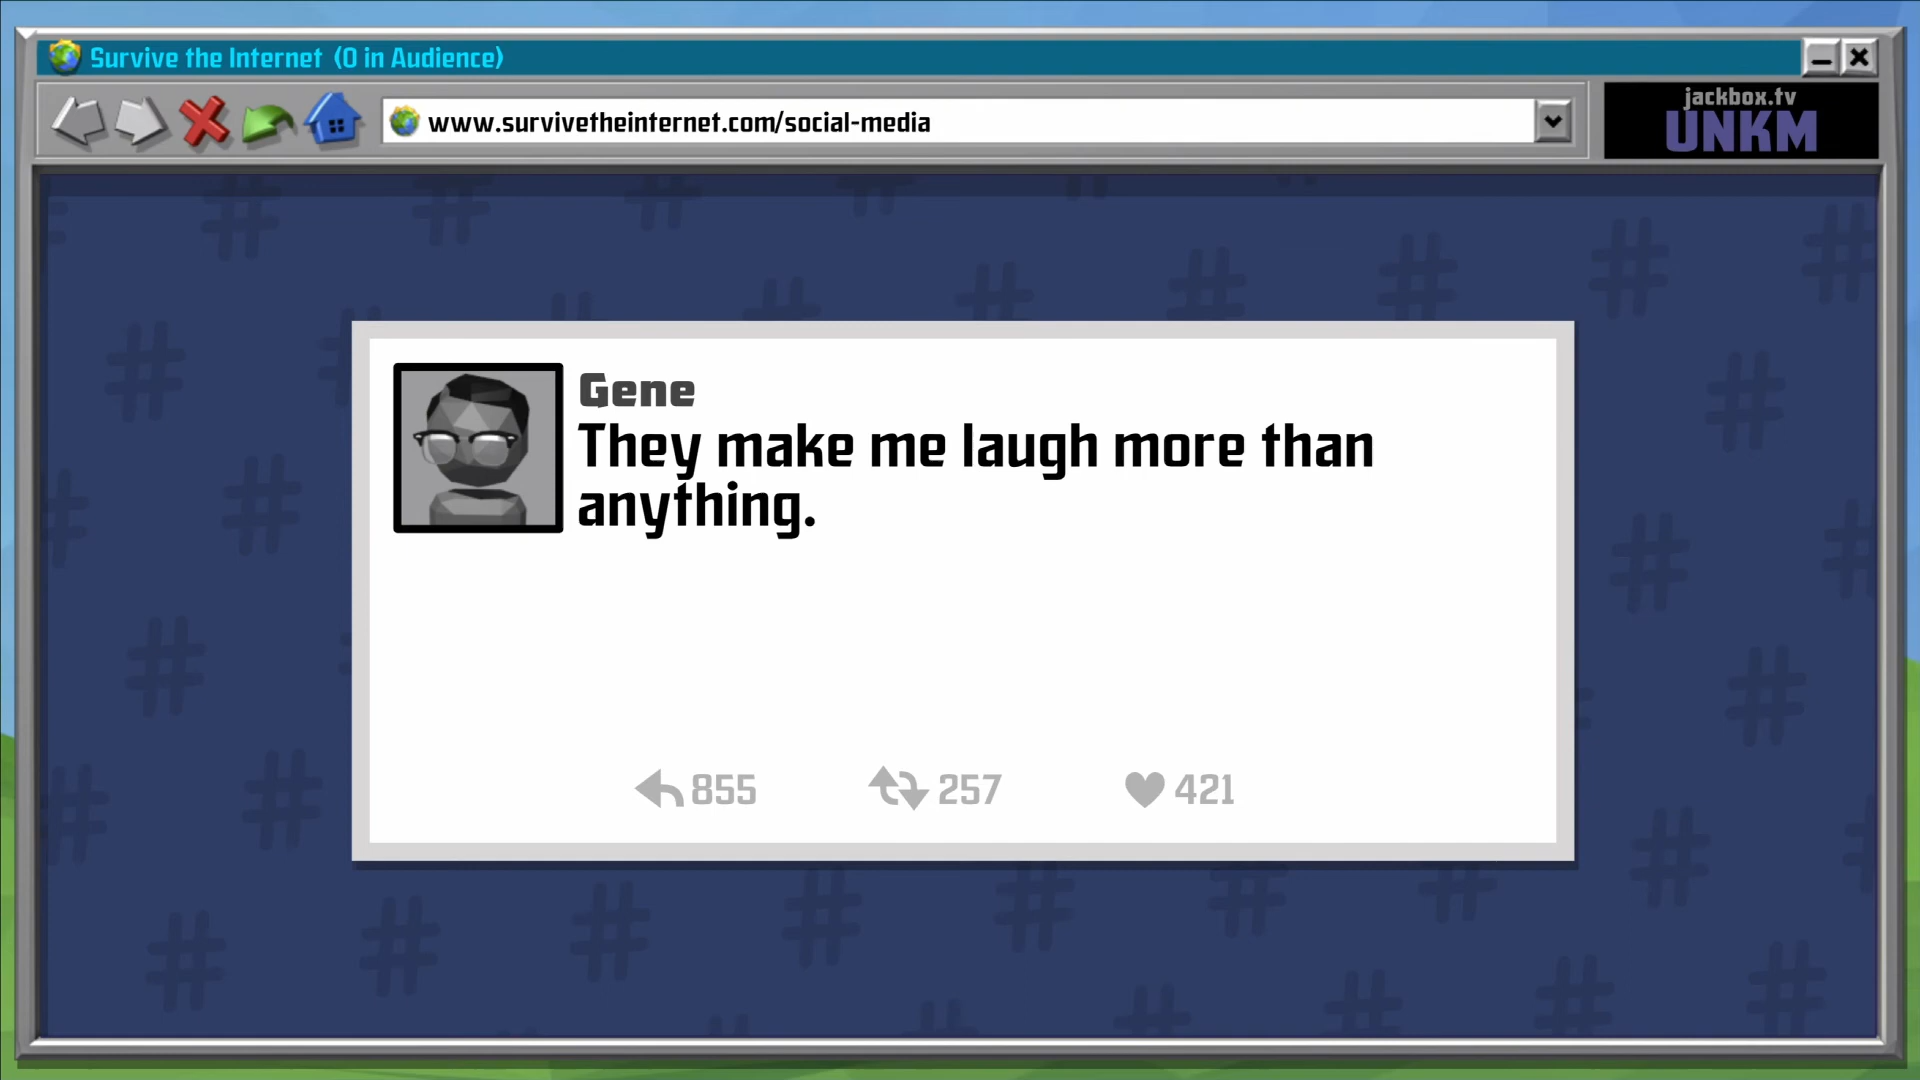 Survive the Internet (0 in Audience)
www.survivetheinternet.com/social-media
jackbox.tv
UNKM
Gene
They make me laugh more than
anything.
855
257
421